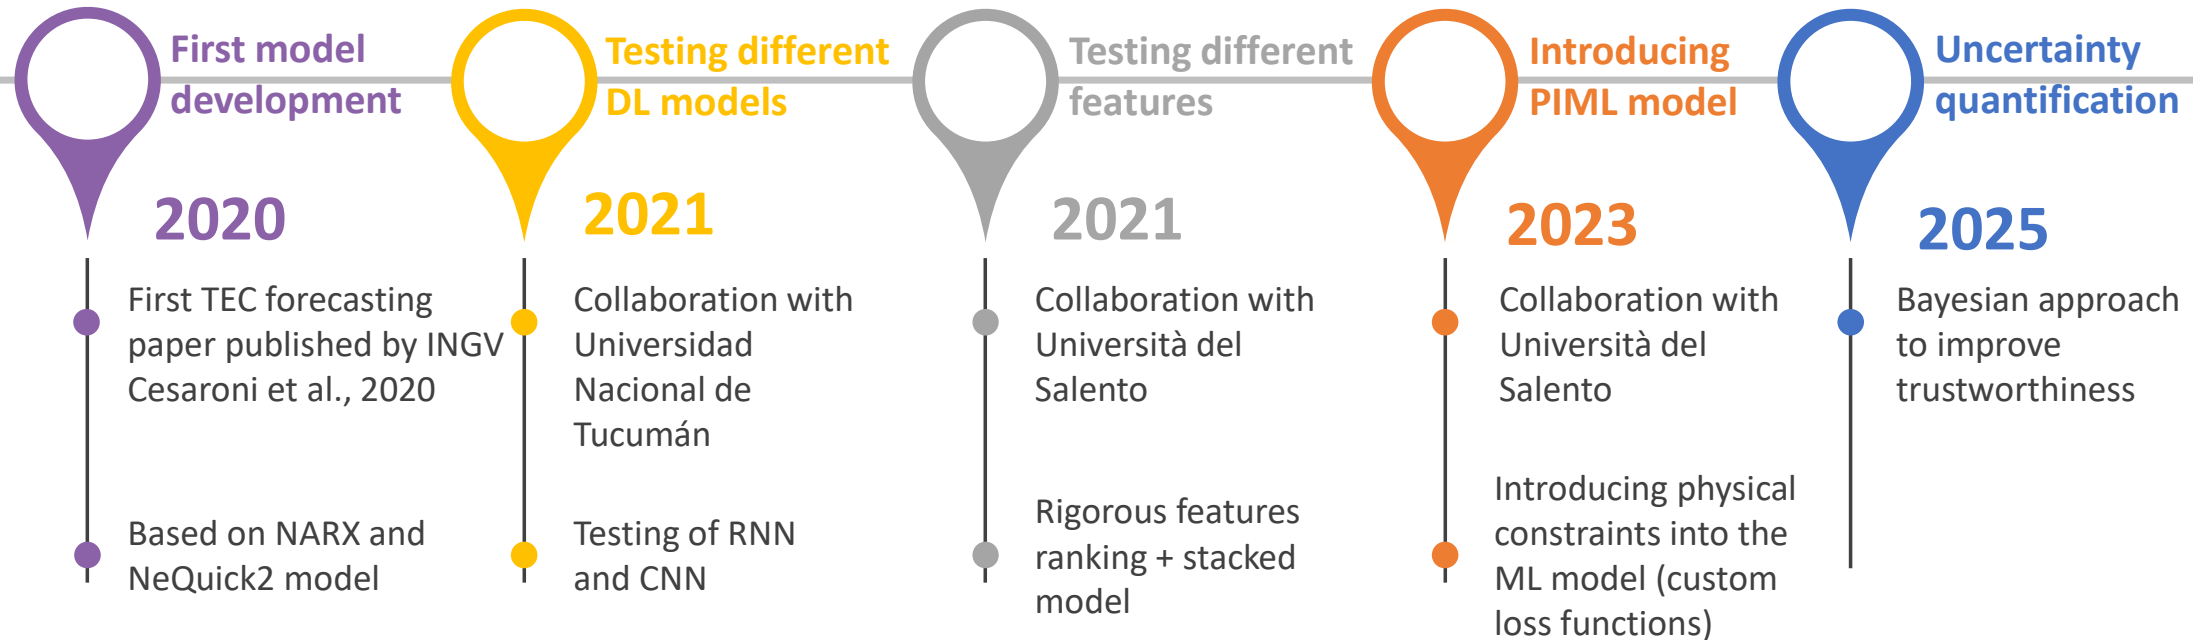 First model
development
2020
First TEC forecasting
paper published by INGV
Cesaroni et al., 2020
Based on NARX and
NeQuick2 model
Testing different
DL models
2021
Collaboration with
Universidad
Nacional de
Tucumán
Testing of RNN
and CNN
Testing different
features
2021
Collaboration with
Università del
Salento
Rigorous features
ranking + stacked
model
Introducing
PIML model
2023
Collaboration with
Università del
Salento
Introducing physical
constraints into the
ML model (custom
loss functions)
Uncertainty
quantification
2025
Bayesian approach
to improve
trustworthiness